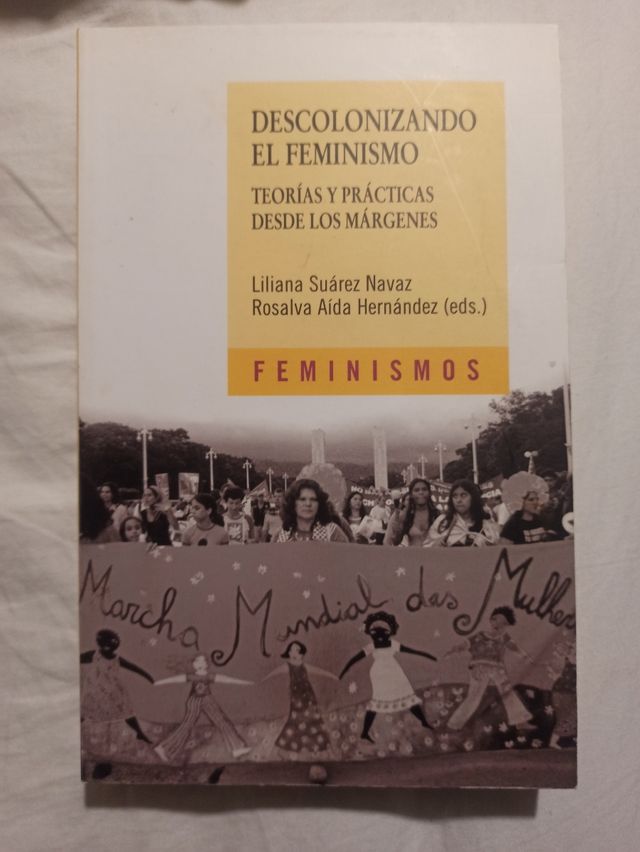 DESCOLONIZANDO
EL FEMINISMO
TEORÍAS Y PRÁCTICAS
DESDE LOS MÁRGENES
Liliana Suárez Navaz
Rosalva Aída Hernández (eds.)
FEMINISMOS
Marcha Mundial das Mulher